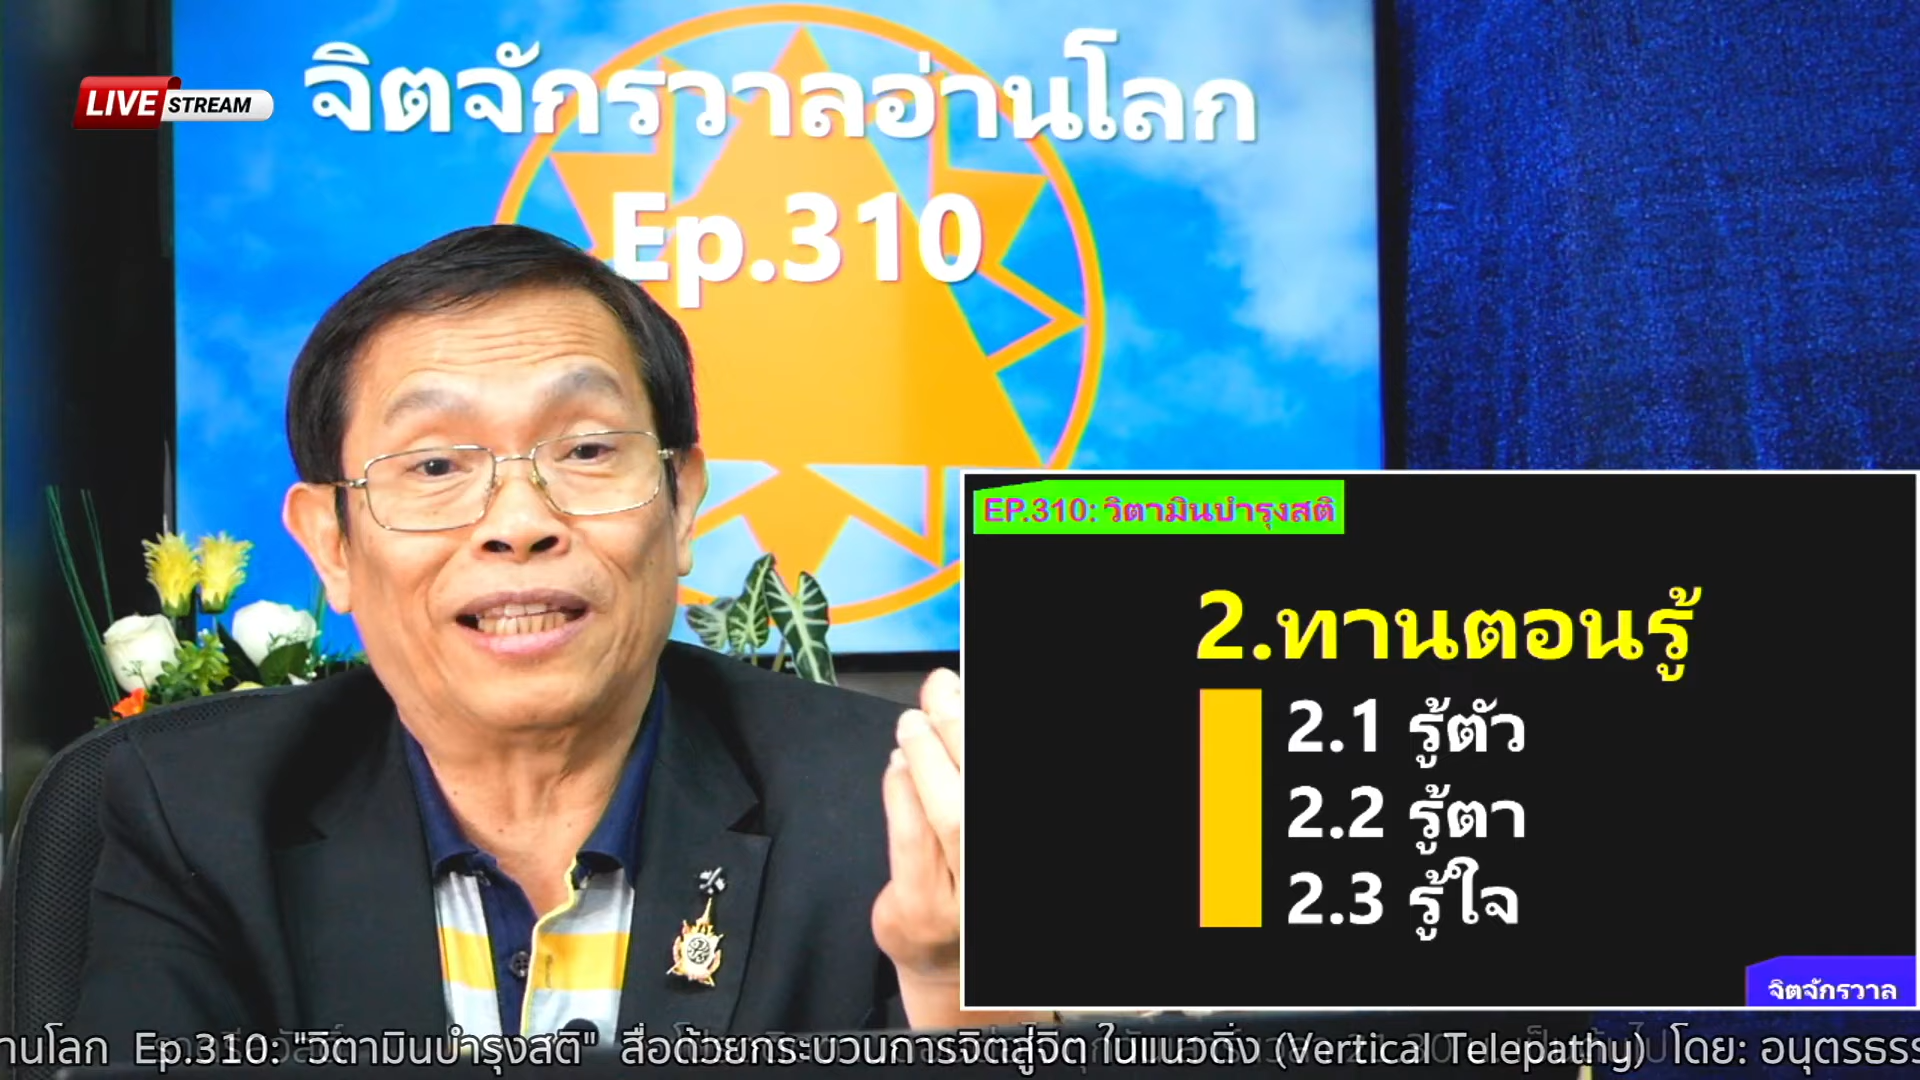 LIVE STREAM
จิตจักรวาลอ่านโลก
Ep.310
EP.310: วิตามินบำรุงสติ
2.ทานตอนรู้
2.1 รู้ตัว
2.2 รู้ตา
2.3 รู้ใจ
จิตจักรวาล
านโลก Ep.310: "วิตามินบำรุงสติ" สื่อด้วยกระบวนการจิตสู่จิต ในแนวดิ่ง (Vertical Telepathy) โดย: อนุตรธรร